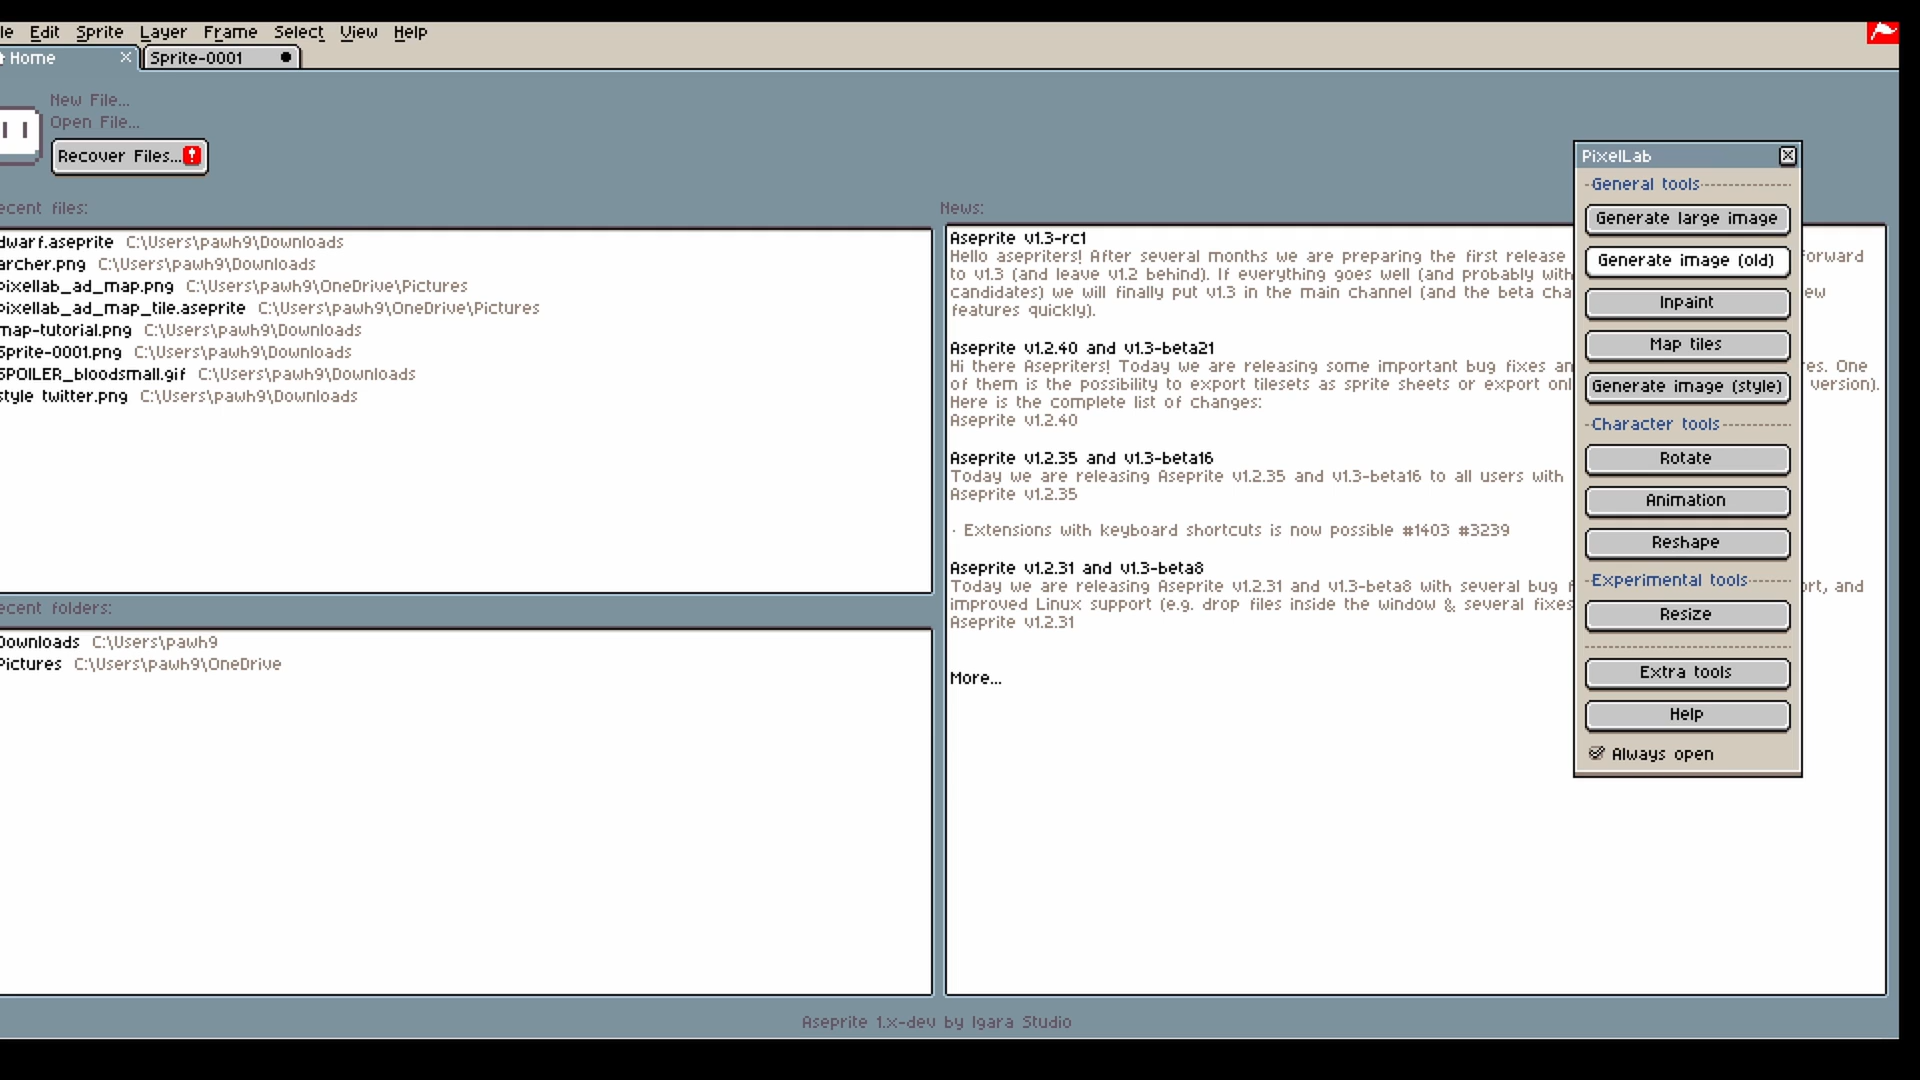 le Edit Sprite Layer Frame Select View Help
Home Sprite-0001
New File...
Open File...
Recover Files...
ecent files:
dwarf.aseprite C:\Users\pawh9\Downloads
archer.png C:\Users\pawh9\Downloads
pixellab_ad_map.png C:\Users\pawh9\OneDrive\Pictures
pixellab_ad_map_tile.aseprite C:\Users\pawh9\OneDrive\Pictures
map-tutorial.png C:\Users\pawh9\Downloads
Sprite-0001.png C:\Users\pawh9\Downloads
SPOILER_bloodsmall.gif C:\Users\pawh9\Downloads
style twitter.png C:\Users\pawh9\Downloads
ecent folders:
Downloads C:\Users\pawh9
Pictures C:\Users\pawh9\OneDrive
News:
Aseprite v1.3-rc1
Hello asepriters! After several months we are preparing the first release orward
to v1.3 (and leave v1.2 behind). If everything goes well (and probably with
candidates) we will finally put v1.3 in the main channel (and the beta cha ew
features quickly).
Aseprite v1.2.40 and v1.3-beta21
Hi there Asepriters! Today we are releasing some important bug fixes an res. One
of them is the possibility to export tilesets as sprite sheets or export onl version).
Here is the complete list of changes:
Aseprite v1.2.40
Aseprite v1.2.35 and v1.3-beta16
Today we are releasing Aseprite v1.2.35 and v1.3-beta16 to all users with
Aseprite v1.2.35
· Extensions with keyboard shortcuts is now possible #1403 #3239
Aseprite v1.2.31 and v1.3-beta8
Today we are releasing Aseprite v1.2.31 and v1.3-beta8 with several bug f ort, and
improved Linux support (e.g. drop files inside the window & several fixes
Aseprite v1.2.31
More...
PixelLab
General tools
Generate large image
Generate image (old)
Inpaint
Map tiles
Generate image (style)
Character tools
Rotate
Animation
Reshape
Experimental tools
Resize
Extra tools
Help
Always open
Aseprite 1.x-dev by Igara Studio